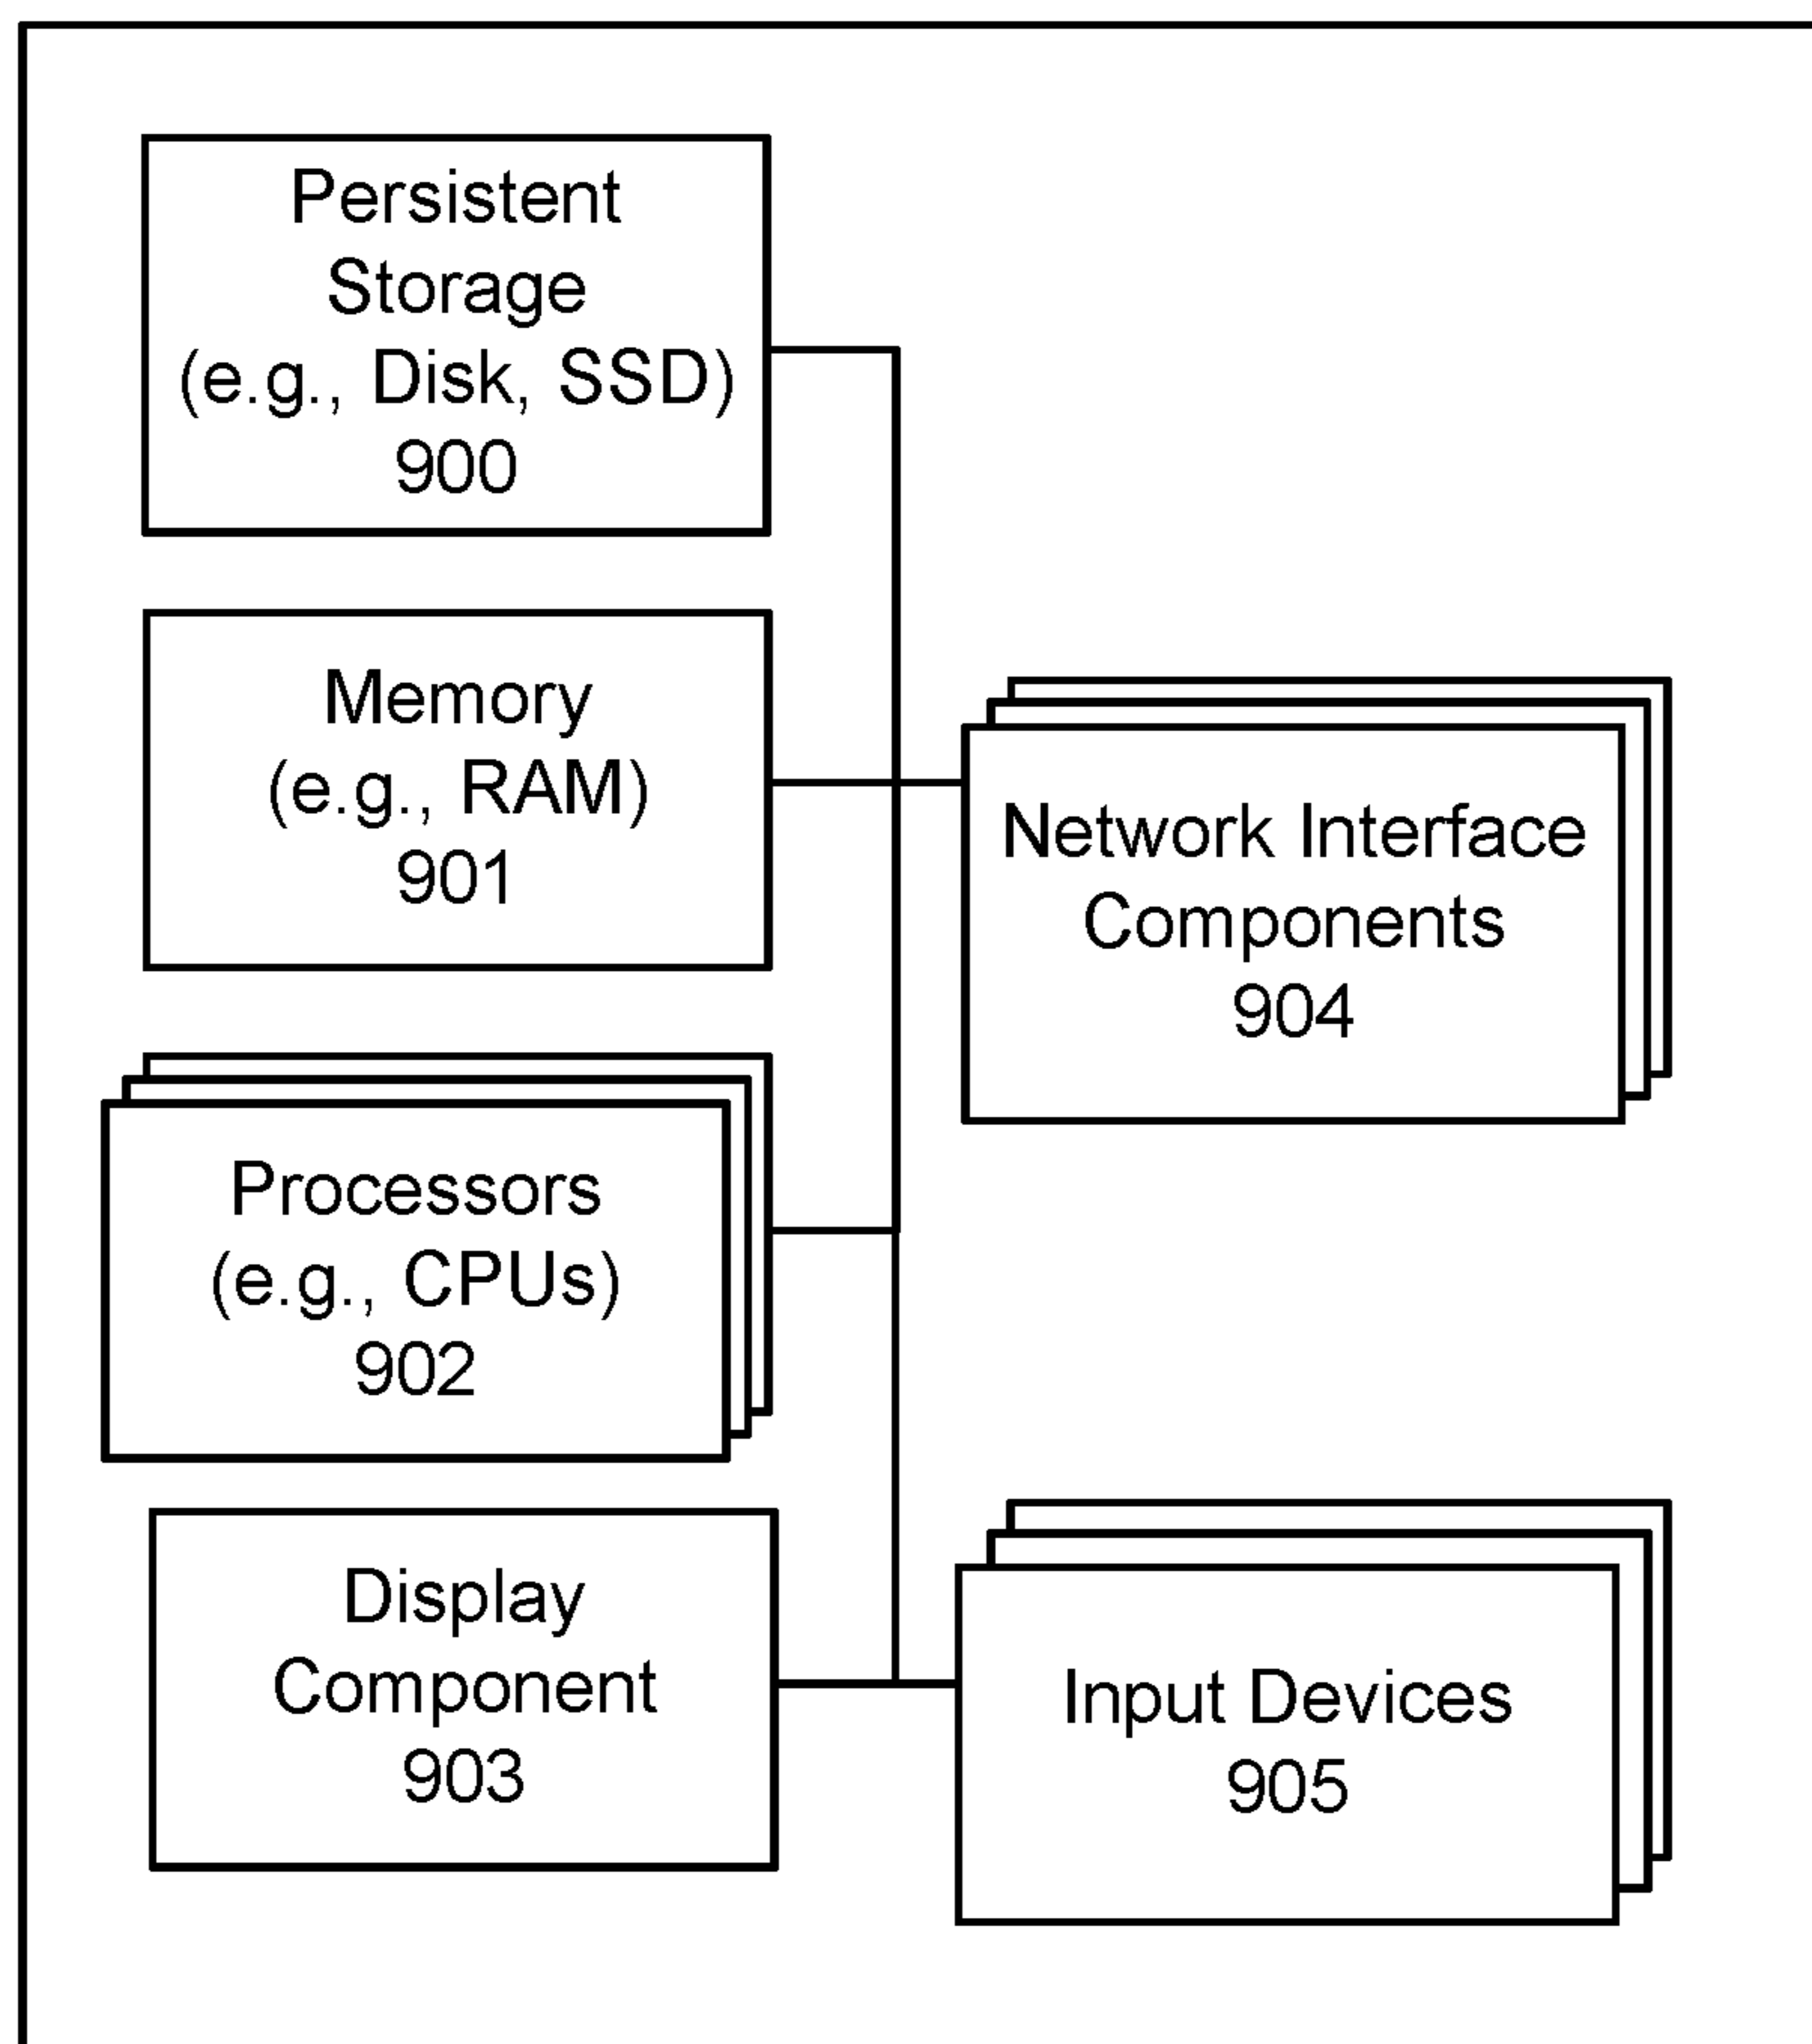 Persistent
Storage
(e.g., Disk, SSD)
900
Memory
(e.g., RAM)
901
Network Interface
Components
904
Processors
(e.g., CPUs)
902
Display
Component
903
Input Devices
905